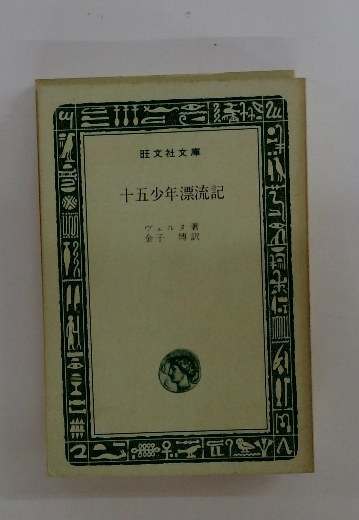 旺文社文庫
十五少年漂流記
ヴェルヌ著
金子 博訳